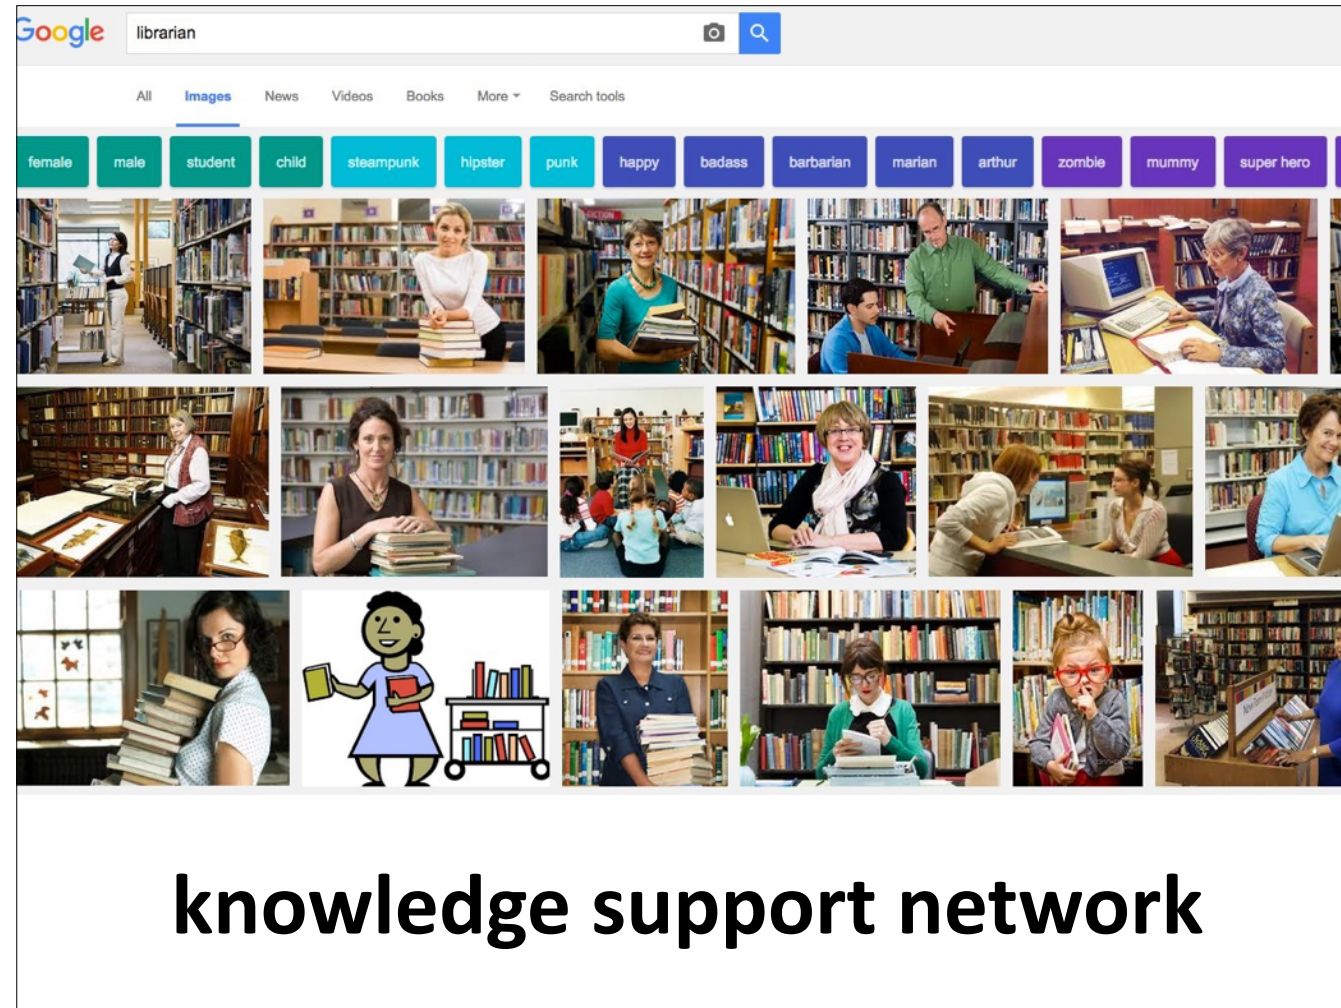 Google librarian
All Images News Videos Books More Search tools
female male student child steampunk hipster punk happy badass barbarian marian arthur zombie mummy super hero
FICTION
knowledge support network